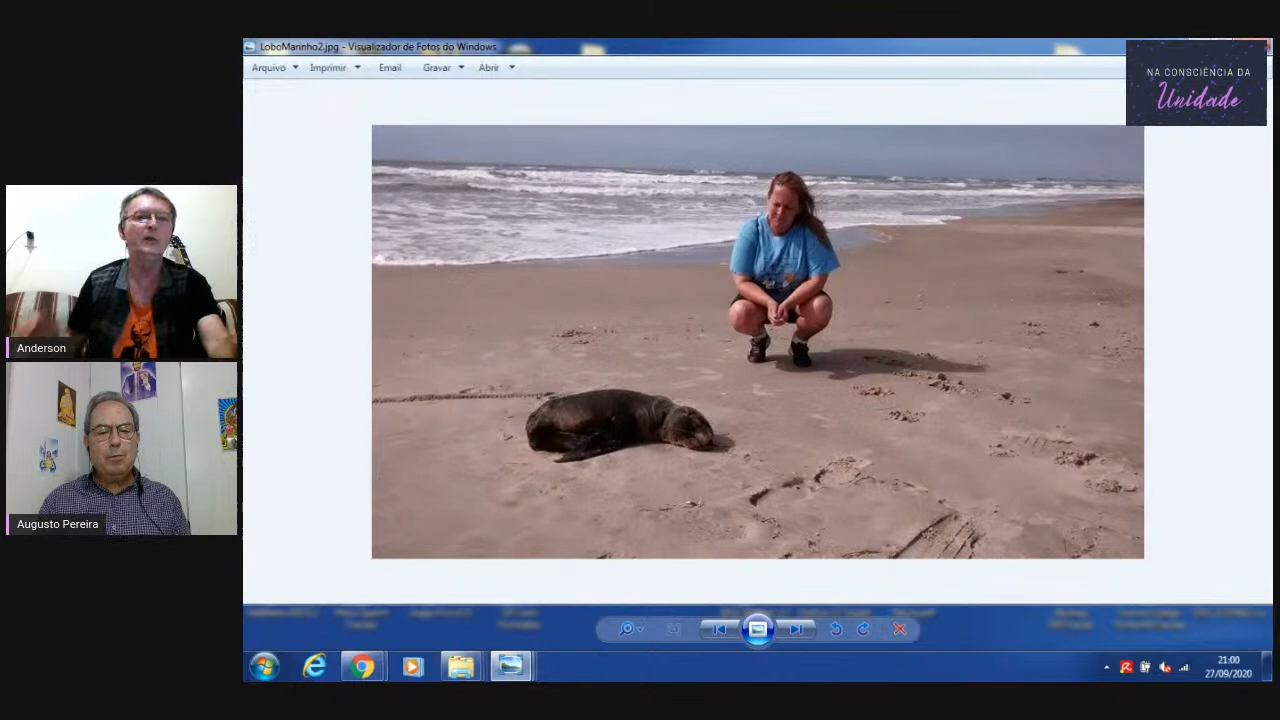 LoboMarinho2.jpg - Visualizador de Fotos do Windows
Arquivo Imprimir Email Gravar Abrir
NA CONSCIÊNCIA DA
Unidade
Anderson
Augusto Pereira
21:00
27/09/2020